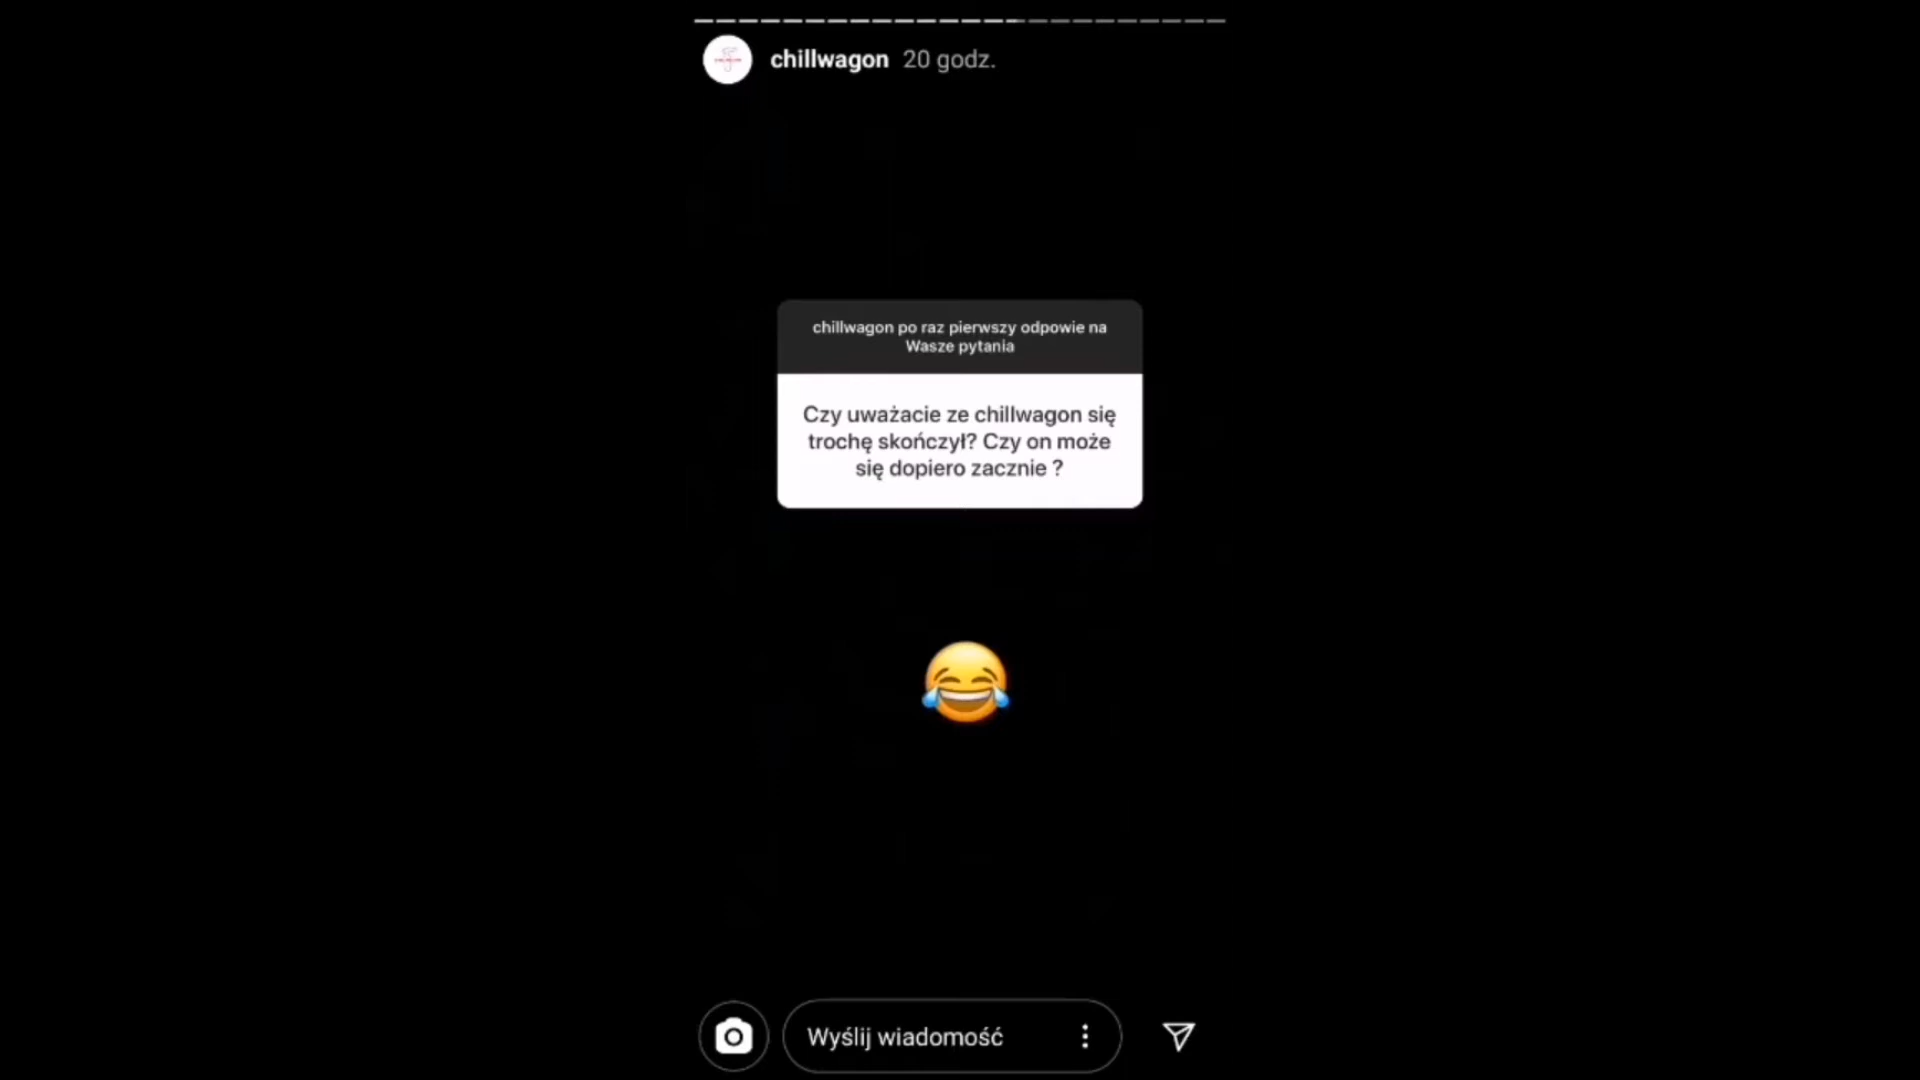 chillwagon 20 godz.
chillwagon po raz pierwszy odpowie na
Wasze pytania
Czy uważacie ze chillwagon się
trochę skończył? Czy on może
się dopiero zacznie ?
Wyślij wiadomość